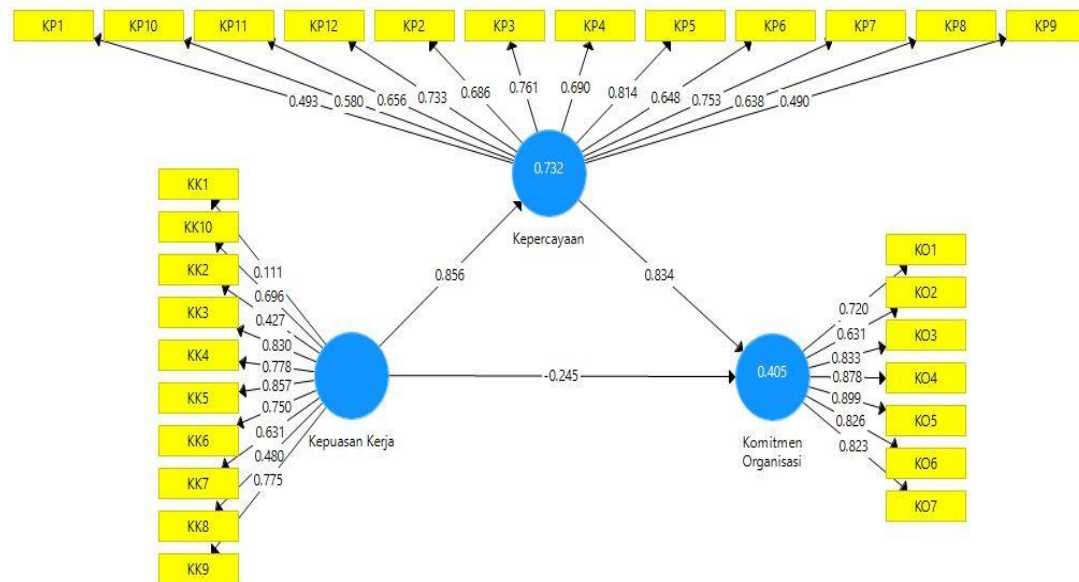 KP1 KP10 KP11 KP12 KP2 KP3 KP4 KP5 KP6 KP7 KP8 KP9
0.493 0.580 0.656 0.733 0.686 0.761 0.690 0.814 0.648 0.753 0.638 0.490
0.732
Kepercayaan
KK1
KK10
KK2
KK3
KK4
KK5
KK6
KK7
KK8
KK9
0.111
0.696
0.427
0.830
0.778
0.857
0.750
0.631
0.480
0.775
Kepuasan Kerja
0.856
0.834
-0.245
0.405
Komitmen
Organisasi
0.720
0.631
0.833
0.878
0.899
0.826
0.823
KO1
KO2
KO3
KO4
KO5
KO6
KO7